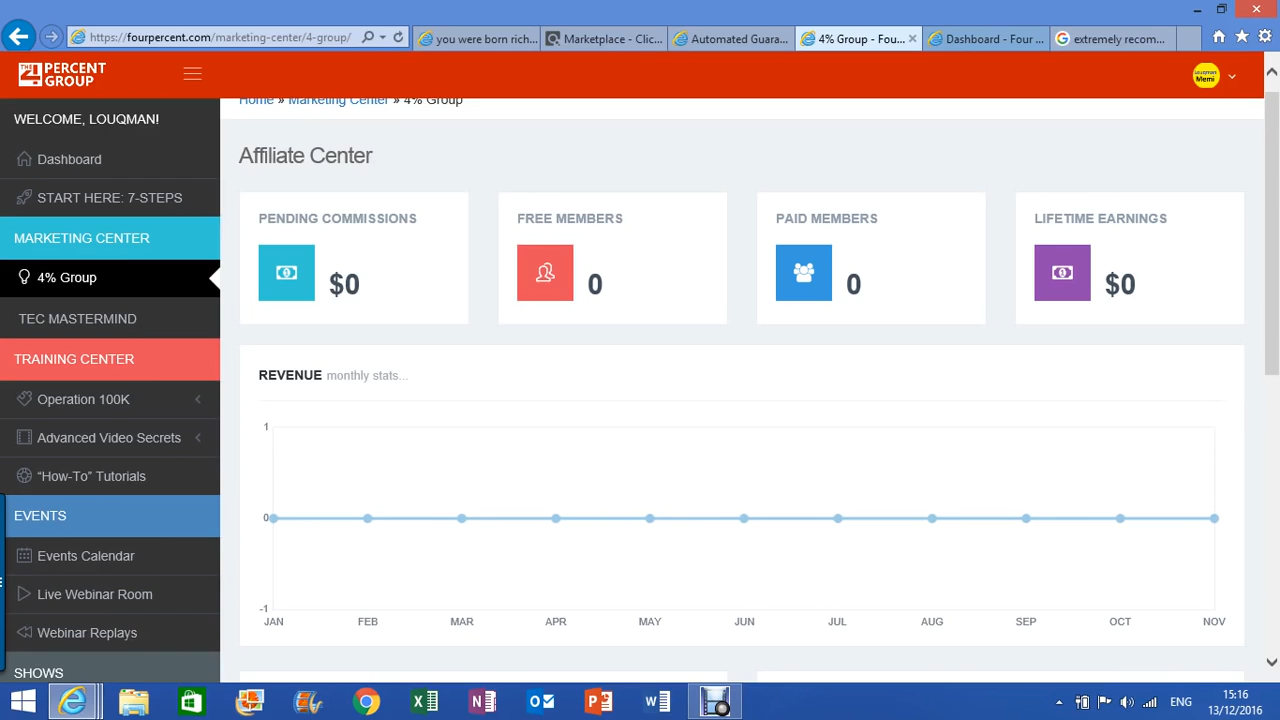 https://fourpercent.com/marketing-center/4-group/
you were born rich...
Marketplace - Clic...
Automated Guara...
4% Group - Fou...
Dashboard - Four ...
extremely recom...
THE 4 PERCENT
GROUP
Louqman
Memi
Home » Marketing Center » 4% Group
WELCOME, LOUQMAN!
Dashboard
START HERE: 7-STEPS
MARKETING CENTER
4% Group
TEC MASTERMIND
TRAINING CENTER
Operation 100K
Advanced Video Secrets
“How-To” Tutorials
EVENTS
Events Calendar
Live Webinar Room
Webinar Replays
SHOWS
Affiliate Center
PENDING COMMISSIONS
$0
FREE MEMBERS
0
PAID MEMBERS
0
LIFETIME EARNINGS
$0
REVENUE monthly stats...
1
0
-1
JAN FEB MAR APR MAY JUN JUL AUG SEP OCT NOV
ENG
15:16
13/12/2016